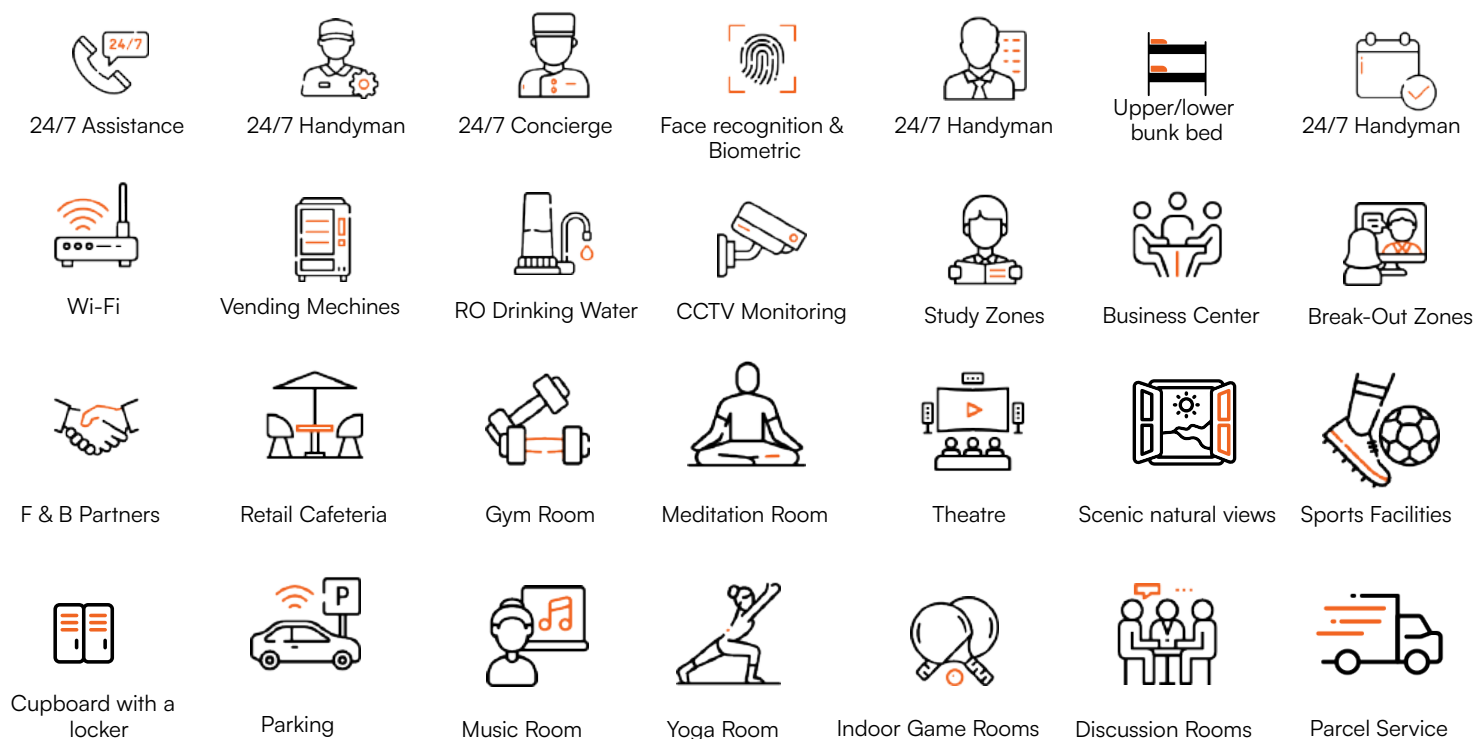 24/7
24/7 Assistance
24/7 Handyman
24/7 Concierge
Face recognition &
Biometric
24/7 Handyman
Upper/lower
bunk bed
24/7 Handyman
Wi-Fi
Vending Mechines
RO Drinking Water
CCTV Monitoring
Study Zones
Business Center
Break-Out Zones
F & B Partners
Retail Cafeteria
Gym Room
Meditation Room
Theatre
Scenic natural views
Sports Facilities
Cupboard with a
locker
P
Parking
Music Room
Yoga Room
Indoor Game Rooms
Discussion Rooms
Parcel Service